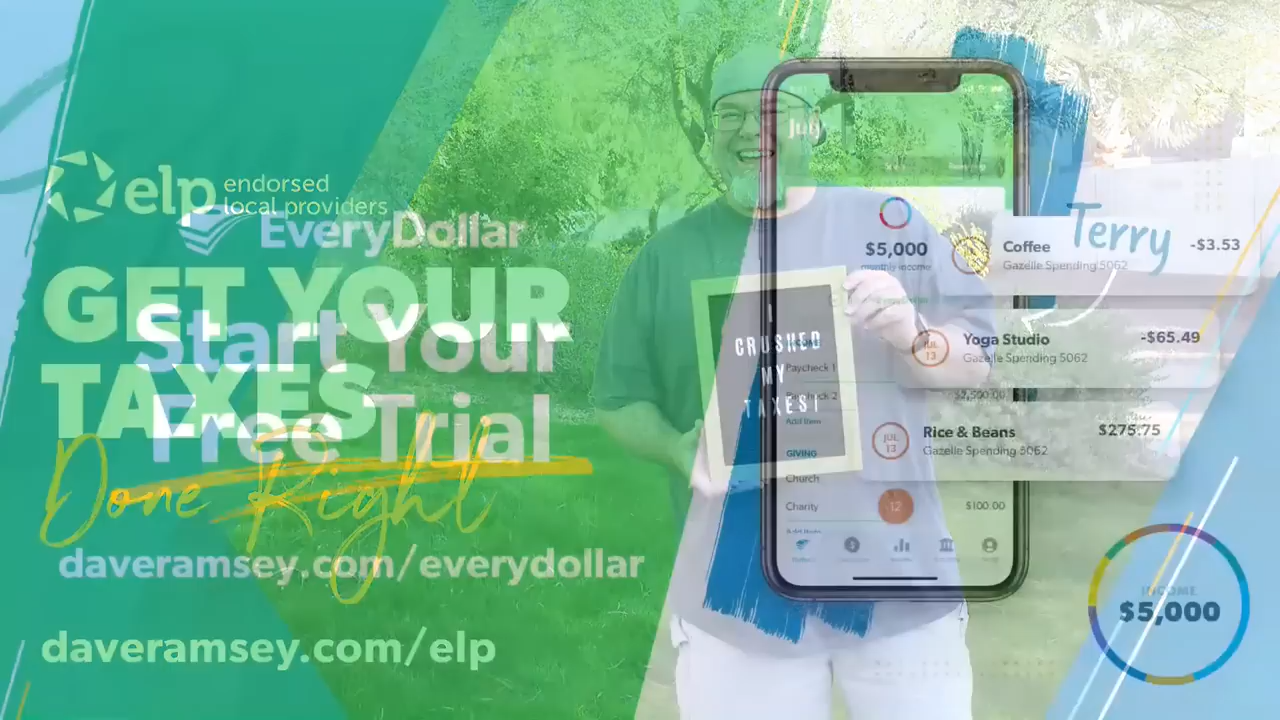 elp endorsed
local providers
EveryDollar
GET YOUR
TAXES
Done Right
Start Your
Free Trial
daveramsey.com/everydollar
daveramsey.com/elp
I
CRUSHED
MY
TAXES!
July
$5,000
monthly income
Paycheck 1
Paycheck 2
$2,500.00
Add Item
GIVING
Church
Charity
$100.00
12
Terry
Coffee
-$3.53
Gazelle Spending 5062
JUL
13
Yoga Studio
-$65.49
Gazelle Spending 5062
JUL
13
Rice & Beans
$275.75
Gazelle Spending 5062
INCOME
$5,000